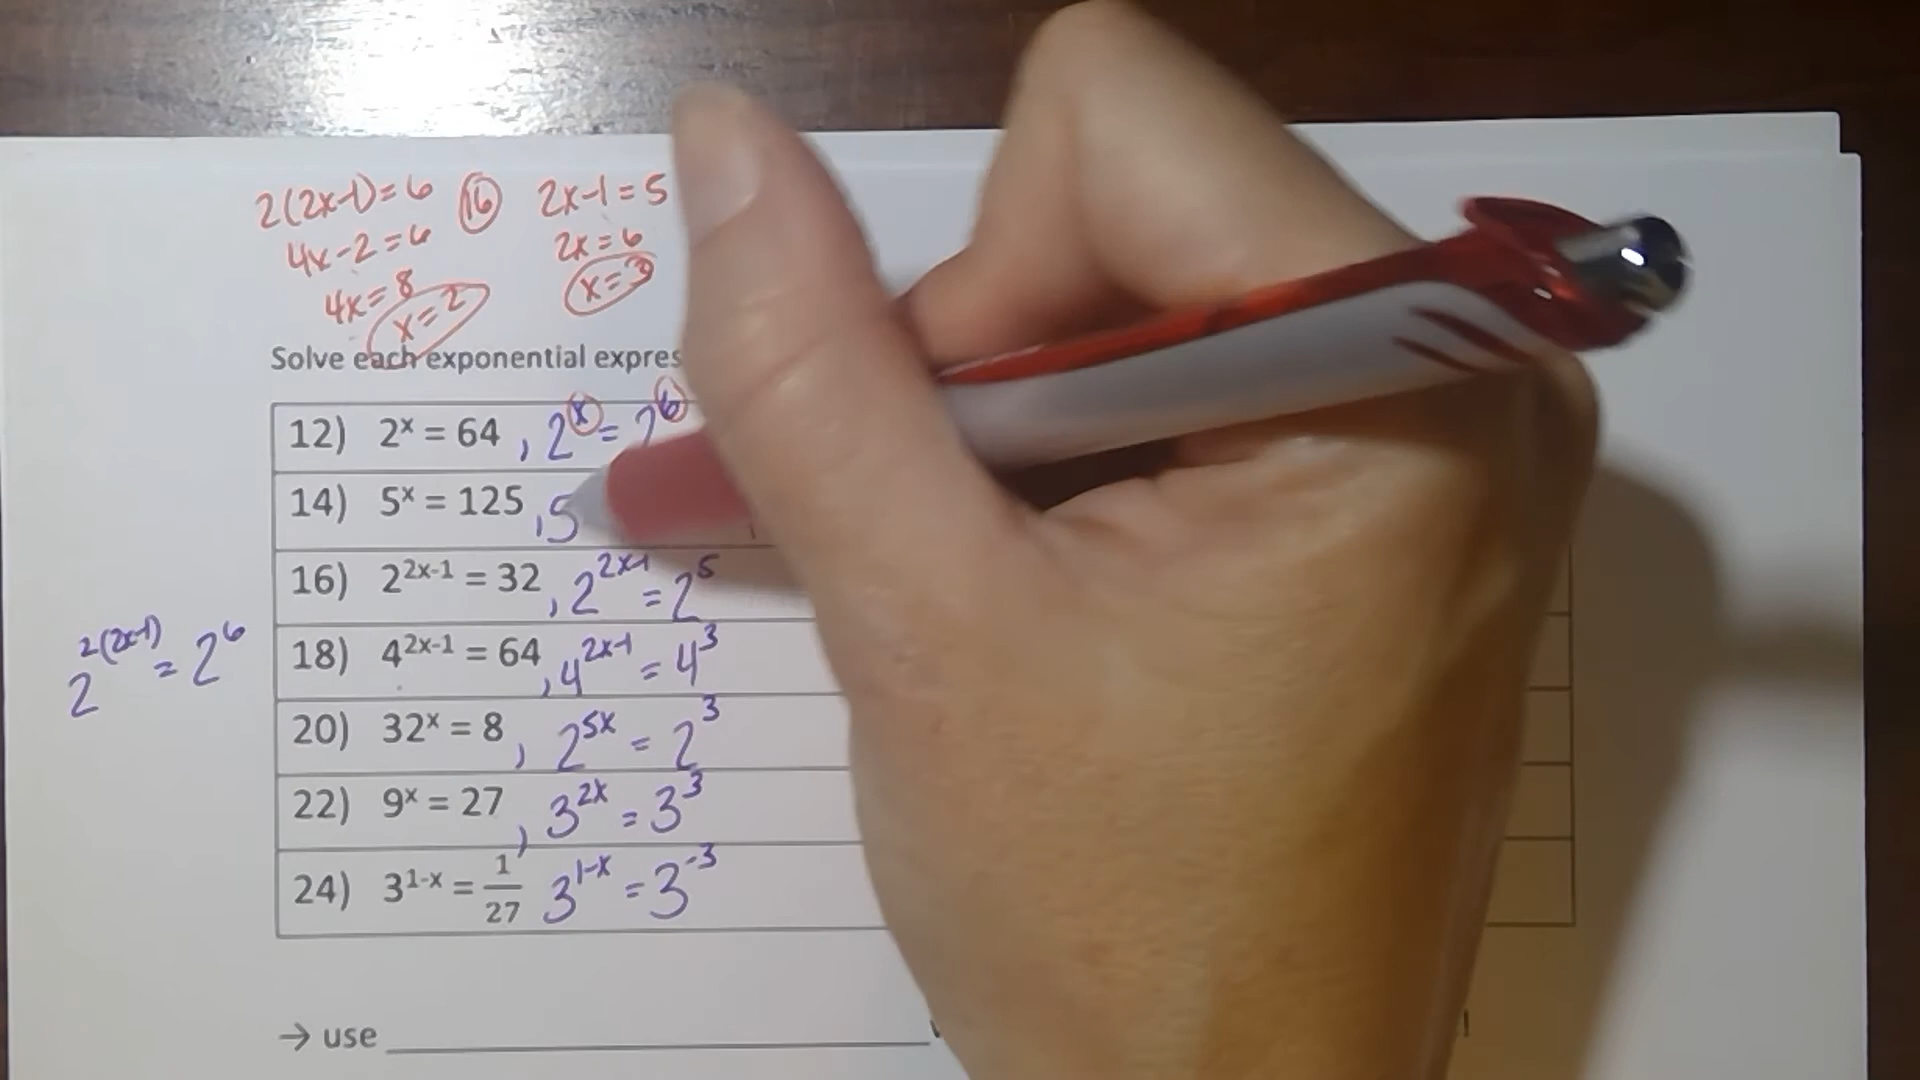 2(2x-1)=6 (16) 2x-1=5
4x-2=6 2x=6
4x=8 x=3
x=2
Solve each exponential expres
12) 2ˣ = 64 , 2ˣ = 2⁶
14) 5ˣ = 125 , 5
16) 2²ˣ⁻¹ = 32 , 2²ˣ⁻¹ = 2⁵
2²⁽²ˣ⁻¹⁾ = 2⁶
18) 4²ˣ⁻¹ = 64 , 4²ˣ⁻¹ = 4³
20) 32ˣ = 8 , 2⁵ˣ = 2³
22) 9ˣ = 27 , 3²ˣ = 3³
24) 3¹⁻ˣ = 1/27 , 3¹⁻ˣ = 3⁻³
→ use ____________________ !